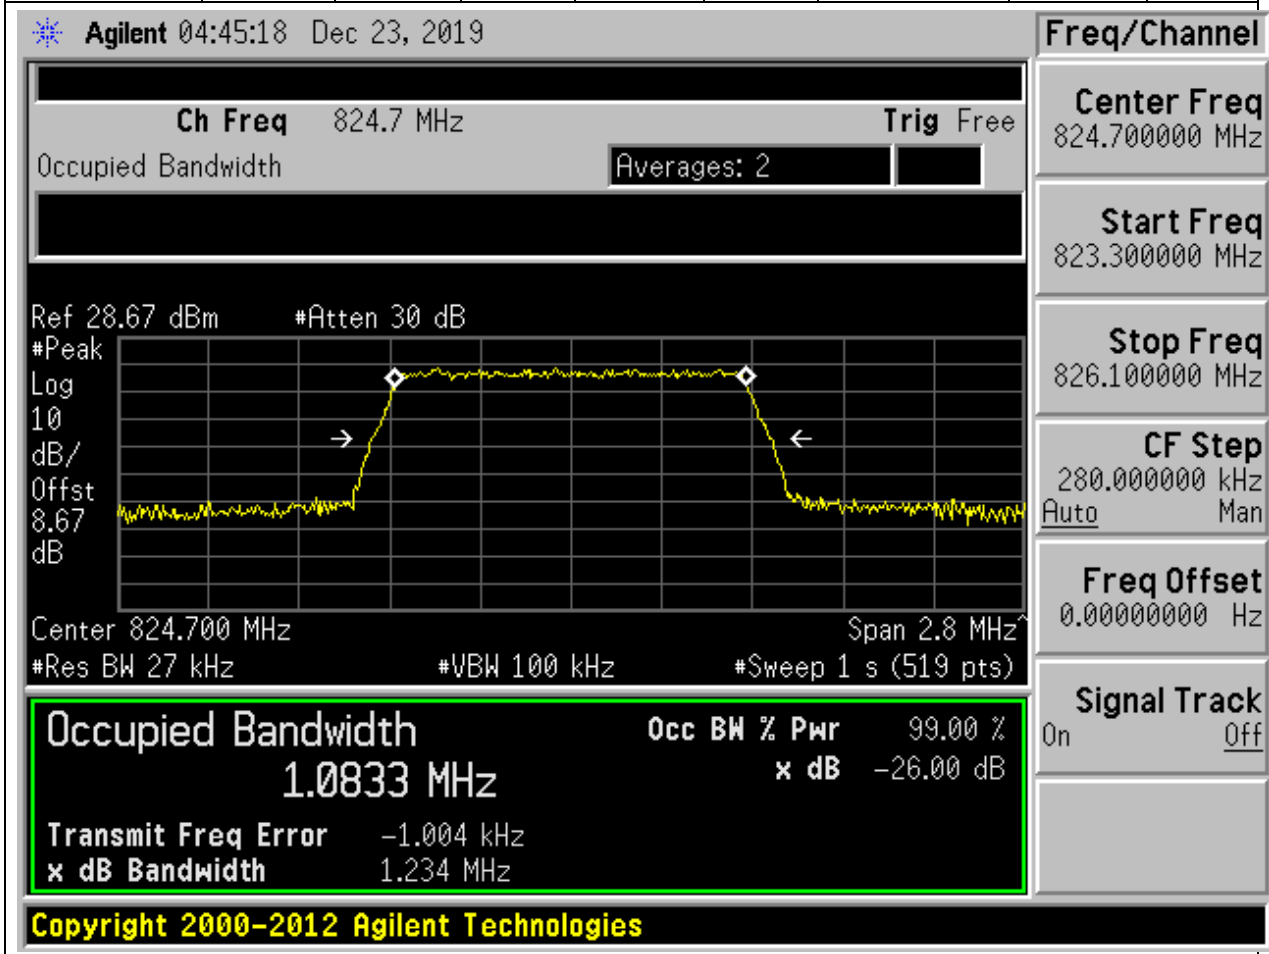 Agilent 04:45:18 Dec 23, 2019
Freq/Channel
Ch Freq 824.7 MHz Trig Free
Occupied Bandwidth Averages: 2
Center Freq
824.700000 MHz
Start Freq
823.300000 MHz
Stop Freq
826.100000 MHz
CF Step
280.000000 kHz
Auto Man
Freq Offset
0.00000000 Hz
Signal Track
On Off
Ref 28.67 dBm #Atten 30 dB
#Peak
Log
10
dB/
Offst
8.67
dB
Center 824.700 MHz Span 2.8 MHz^
#Res BW 27 kHz #VBW 100 kHz #Sweep 1 s (519 pts)
Occupied Bandwidth Occ BW % Pwr 99.00 %
1.0833 MHz x dB -26.00 dB
Transmit Freq Error -1.004 kHz
x dB Bandwidth 1.234 MHz
Copyright 2000-2012 Agilent Technologies